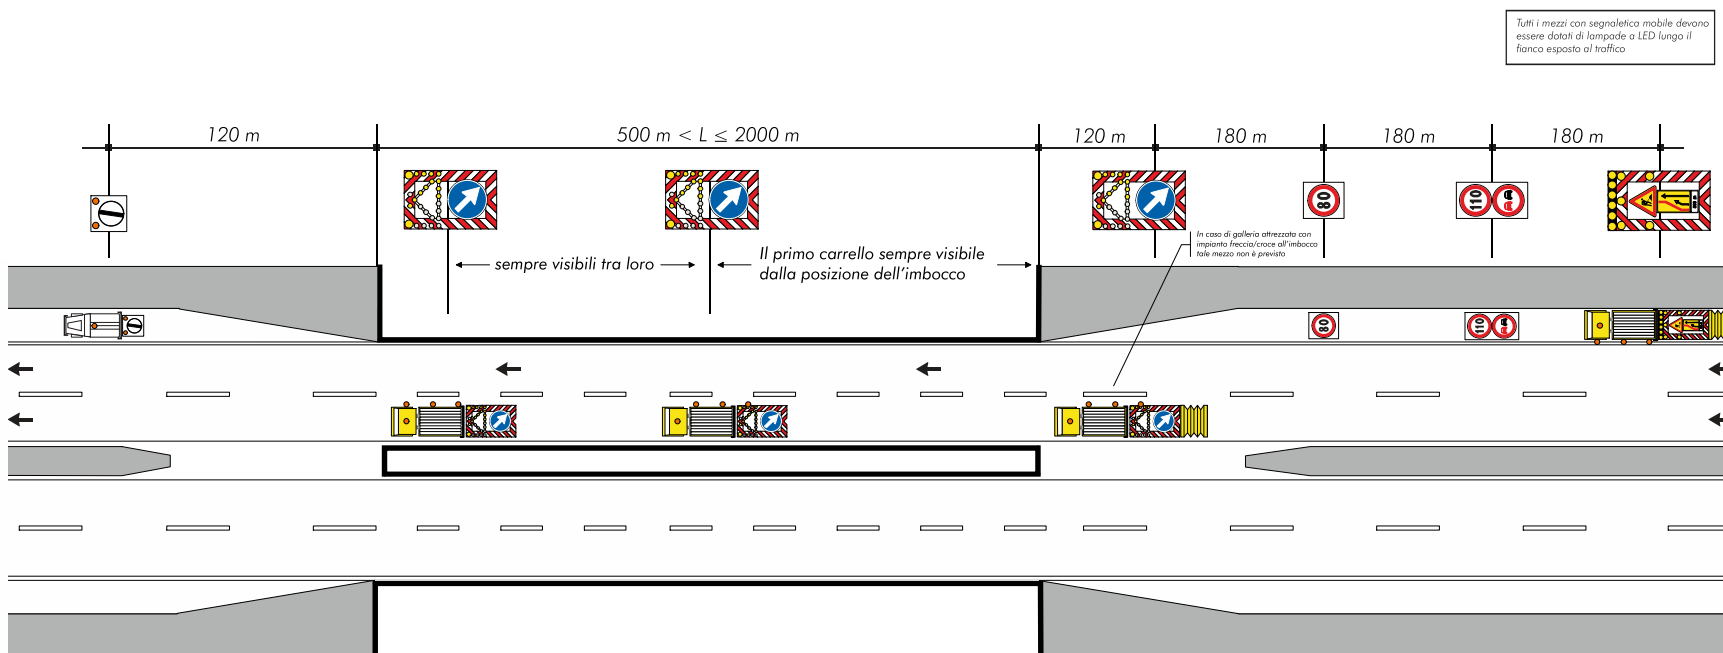 Tutti i mezzi con segnaletica mobile devono
essere dotati di lampade a LED lungo il
fianco esposto al traffico
120 m
500 m < L ≤ 2000 m
120 m
180 m
180 m
180 m
80
110
In caso di galleria attrezzata con
impianto freccia/croce all'imbocco
tale mezzo non è previsto
sempre visibili tra loro
Il primo carrello sempre visibile
dalla posizione dell'imbocco
80
110